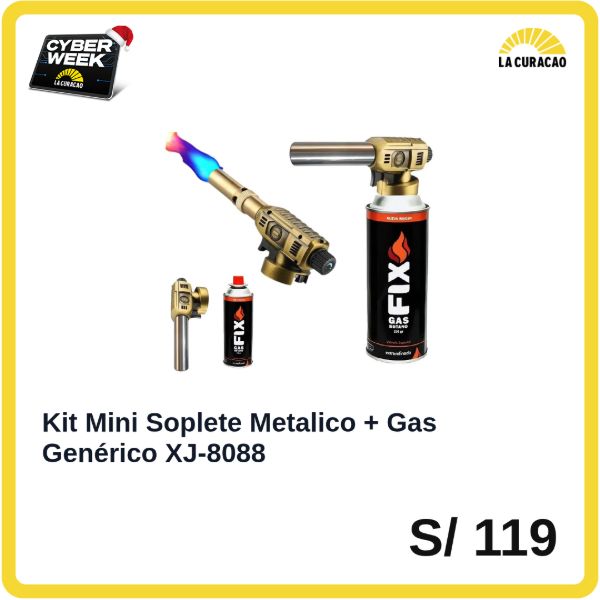 CYBER
WEEK
LA CURACAO
LA CURACAO
FIX
GAS
BUTANO
FIX
GAS
Kit Mini Soplete Metalico + Gas
Genérico XJ-8088
S/ 119